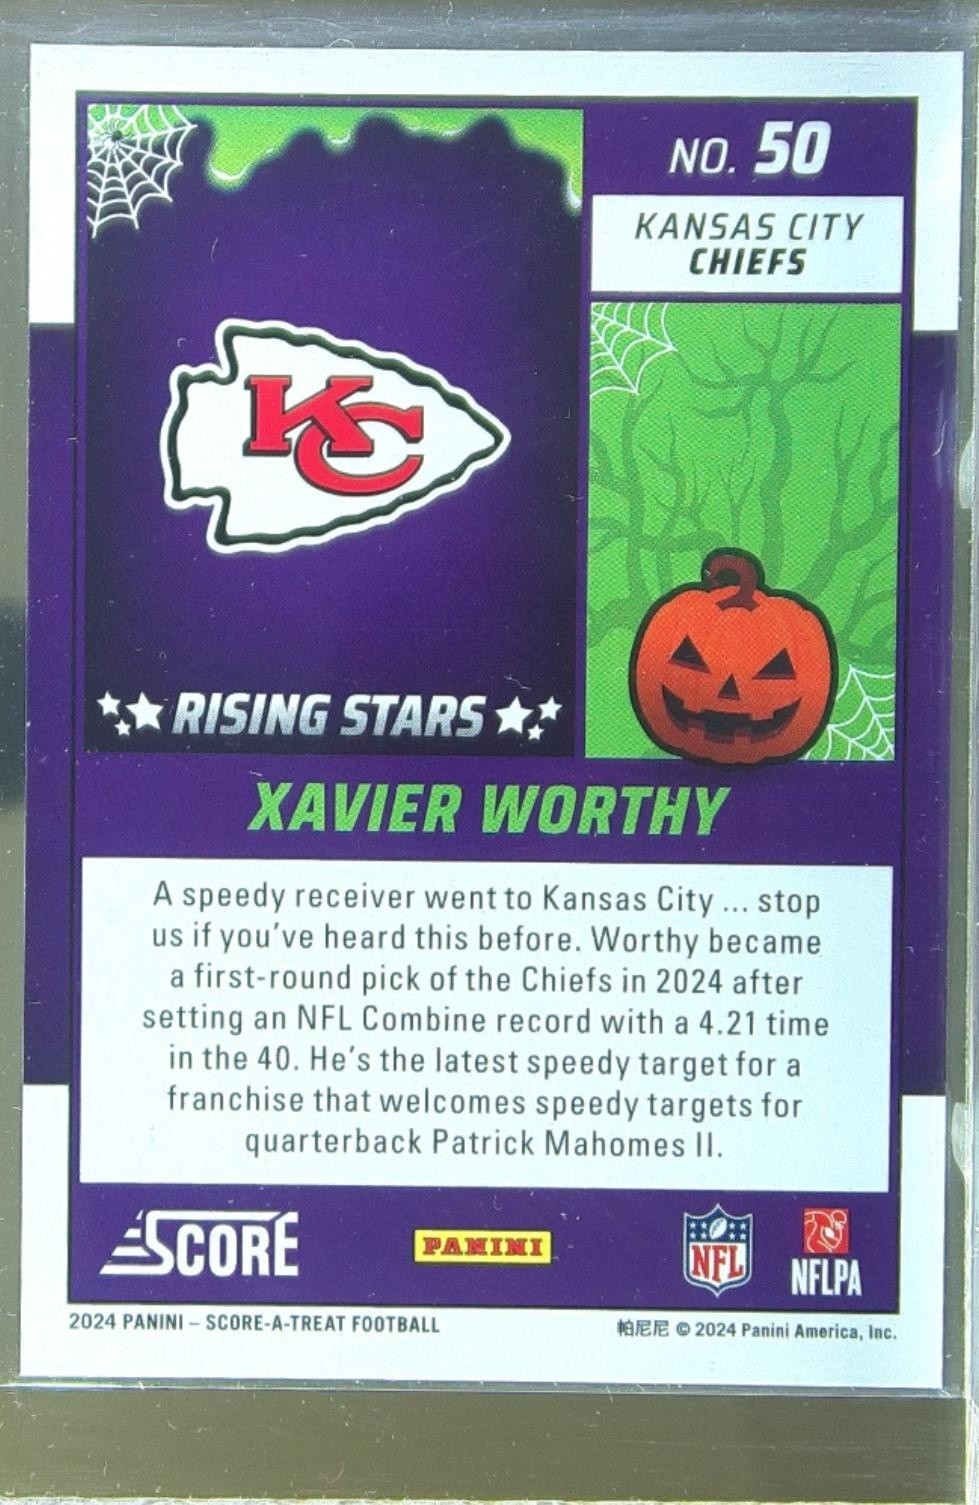 NO. 50
KANSAS CITY
CHIEFS
KC
RISING STARS
XAVIER WORTHY
A speedy receiver went to Kansas City ... stop
us if you've heard this before. Worthy became
a first-round pick of the Chiefs in 2024 after
setting an NFL Combine record with a 4.21 time
in the 40. He's the latest speedy target for a
franchise that welcomes speedy targets for
quarterback Patrick Mahomes II.
SCORE
PANINI
NFL
NFLPA
2024 PANINI – SCORE-A-TREAT FOOTBALL
帕尼尼 © 2024 Panini America, Inc.